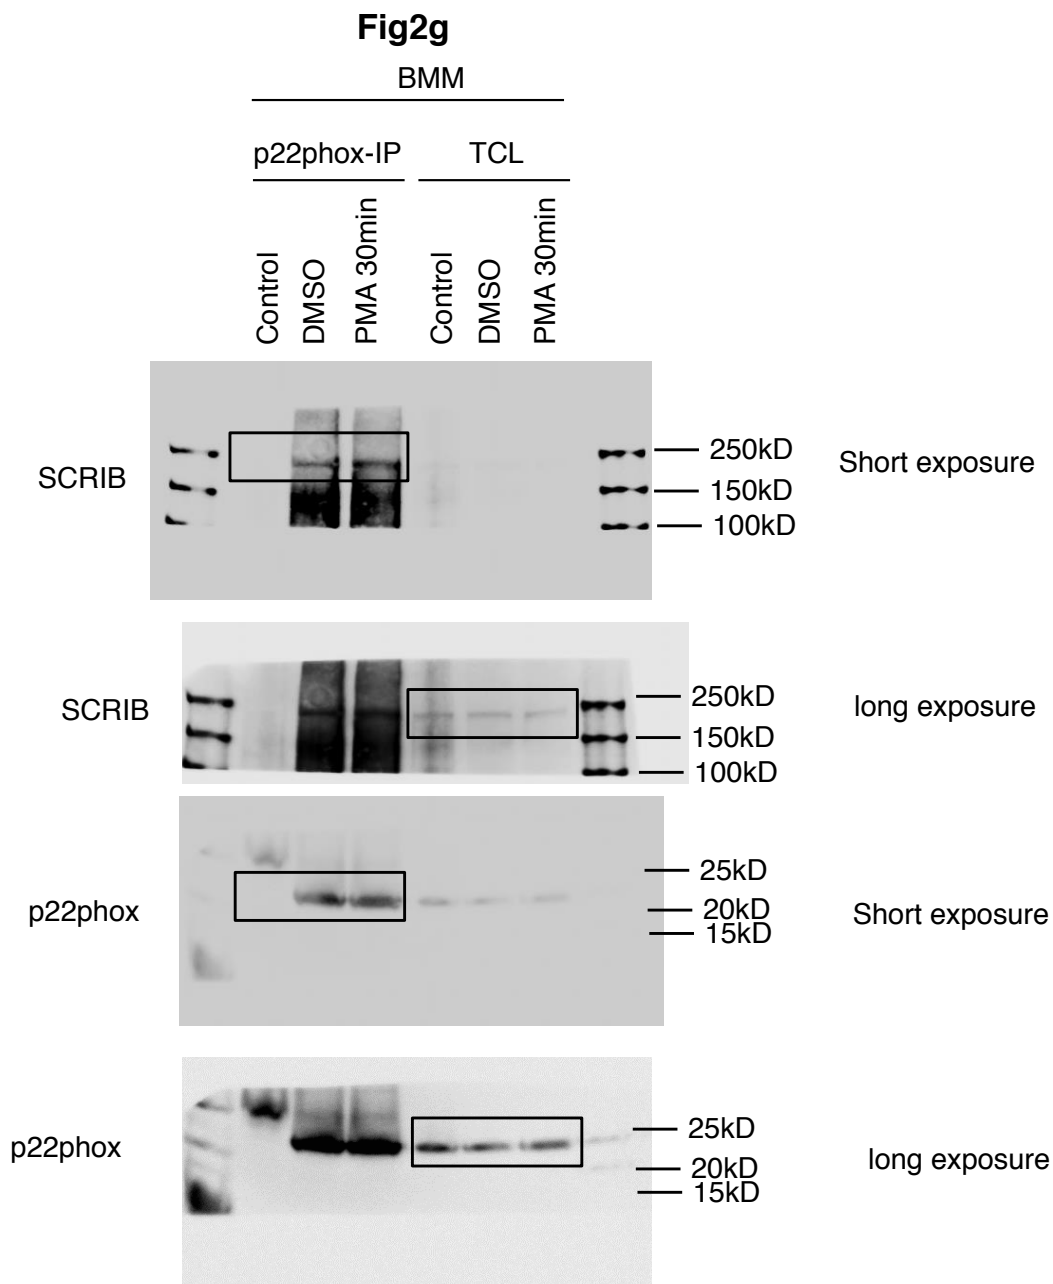 Fig2g
BMM
p22phox-IP TCL
Control DMSO PMA 30min Control DMSO PMA 30min
SCRIB 250kD 150kD 100kD Short exposure
SCRIB 250kD 150kD 100kD long exposure
p22phox 25kD 20kD 15kD Short exposure
p22phox 25kD 20kD 15kD long exposure